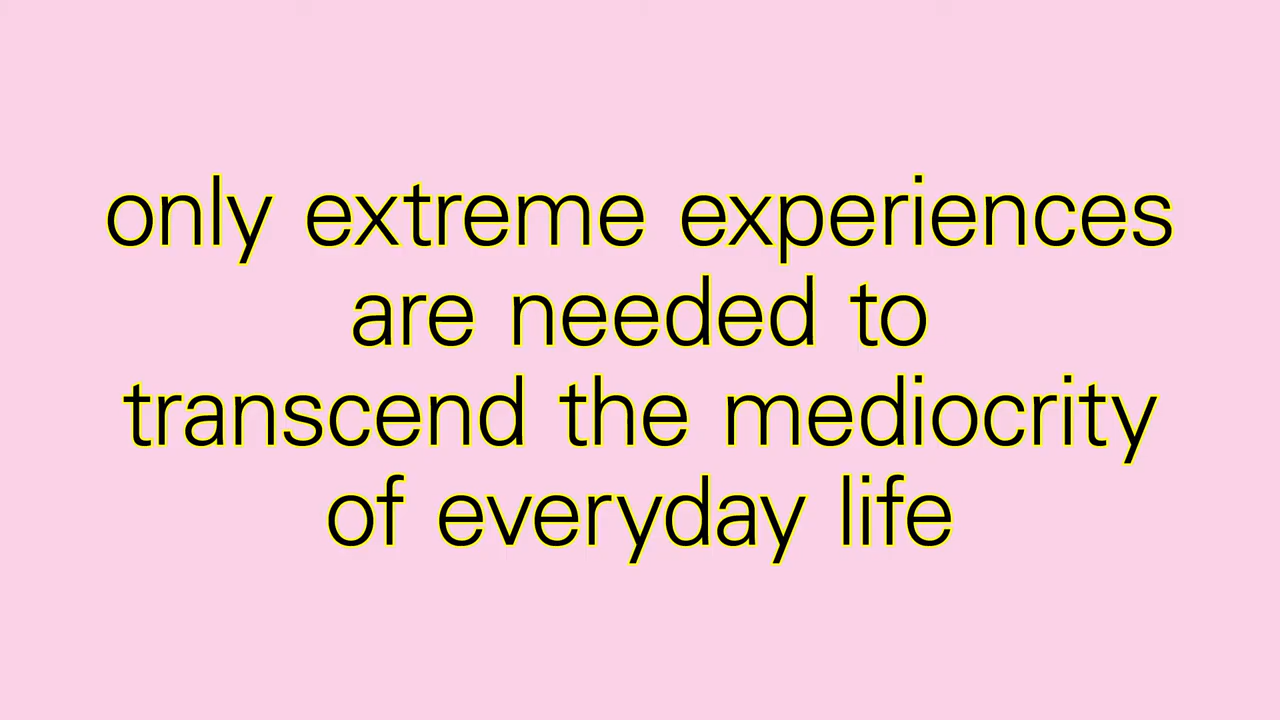 only extreme experiences
are needed to
transcend the mediocrity
of everyday life